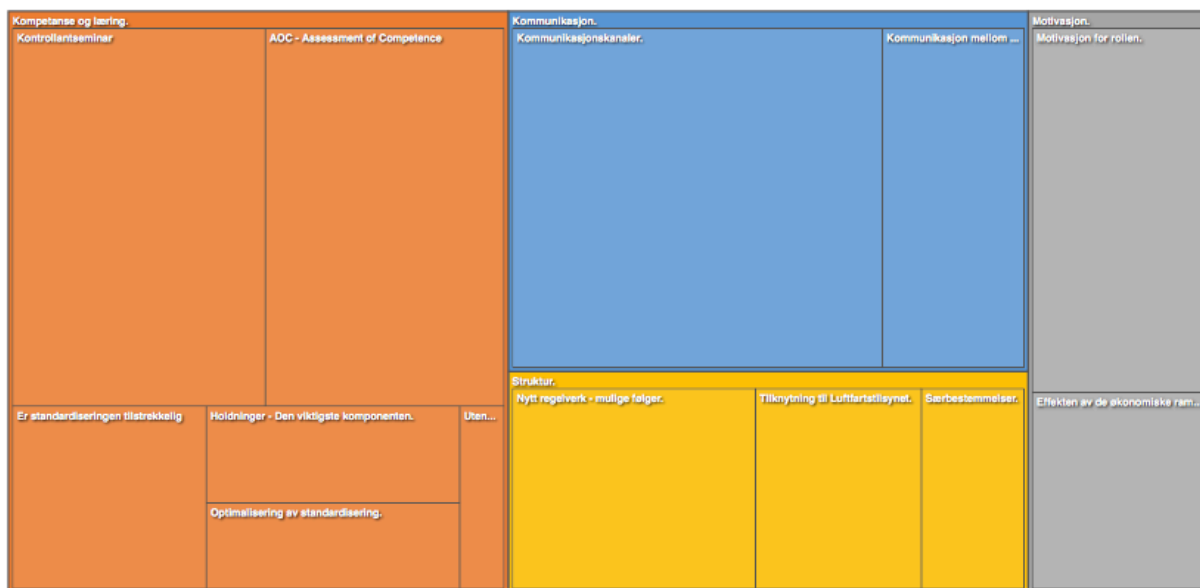 Kompetanse og læring.
Kontrollantseminar
AOC - Assessment of Competence
Er standardiseringen tilstrekkelig
Holdninger - Den viktigste komponenten.
Optimalisering av standardisering.
Uten...
Kommunikasjon.
Kommunikasjonskanaler.
Kommunikasjon mellom ...
Struktur.
Nytt regelverk - mulige følger.
Tilknytning til Luftfartstilsynet.
Særbestemmelser.
Motivasjon.
Motivasjon for rollen.
Effekten av de økonomiske ram...